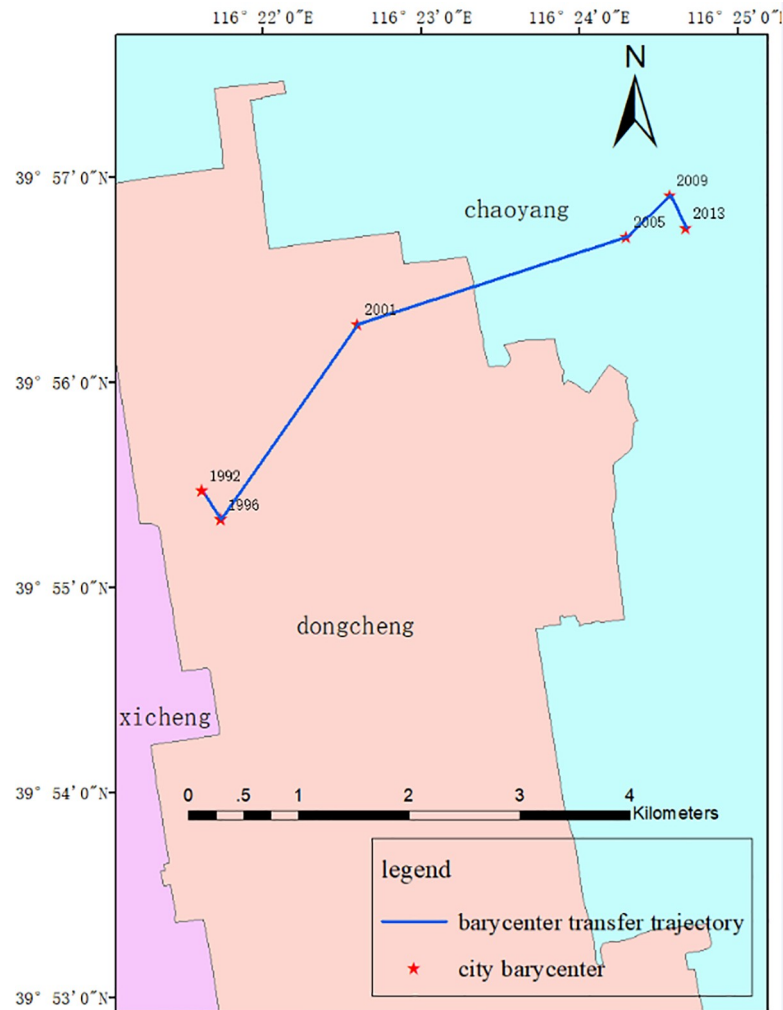 116° 22'0"E 116° 23'0"E 116° 24'0"E 116° 25'0"
N
39° 57'0"N
2009
chaoyang
2013
2005
2001
39° 56'0"N
1992
1996
39° 55'0"N
dongcheng
xicheng
39° 54'0"N
0 .5 1 2 3 4
Kilometers
legend
barycenter transfer trajectory
city barycenter
39° 53'0"N